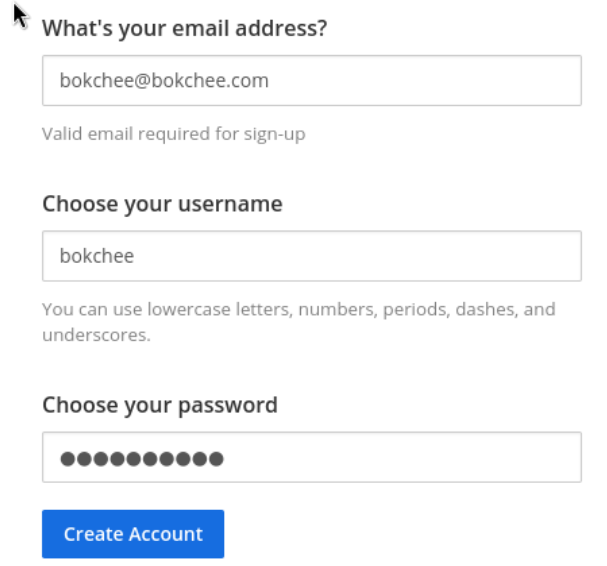 What's your email address?
bokchee@bokchee.com
Valid email required for sign-up
Choose your username
bokchee
You can use lowercase letters, numbers, periods, dashes, and
underscores.
Choose your password
●●●●●●●●●
Create Account